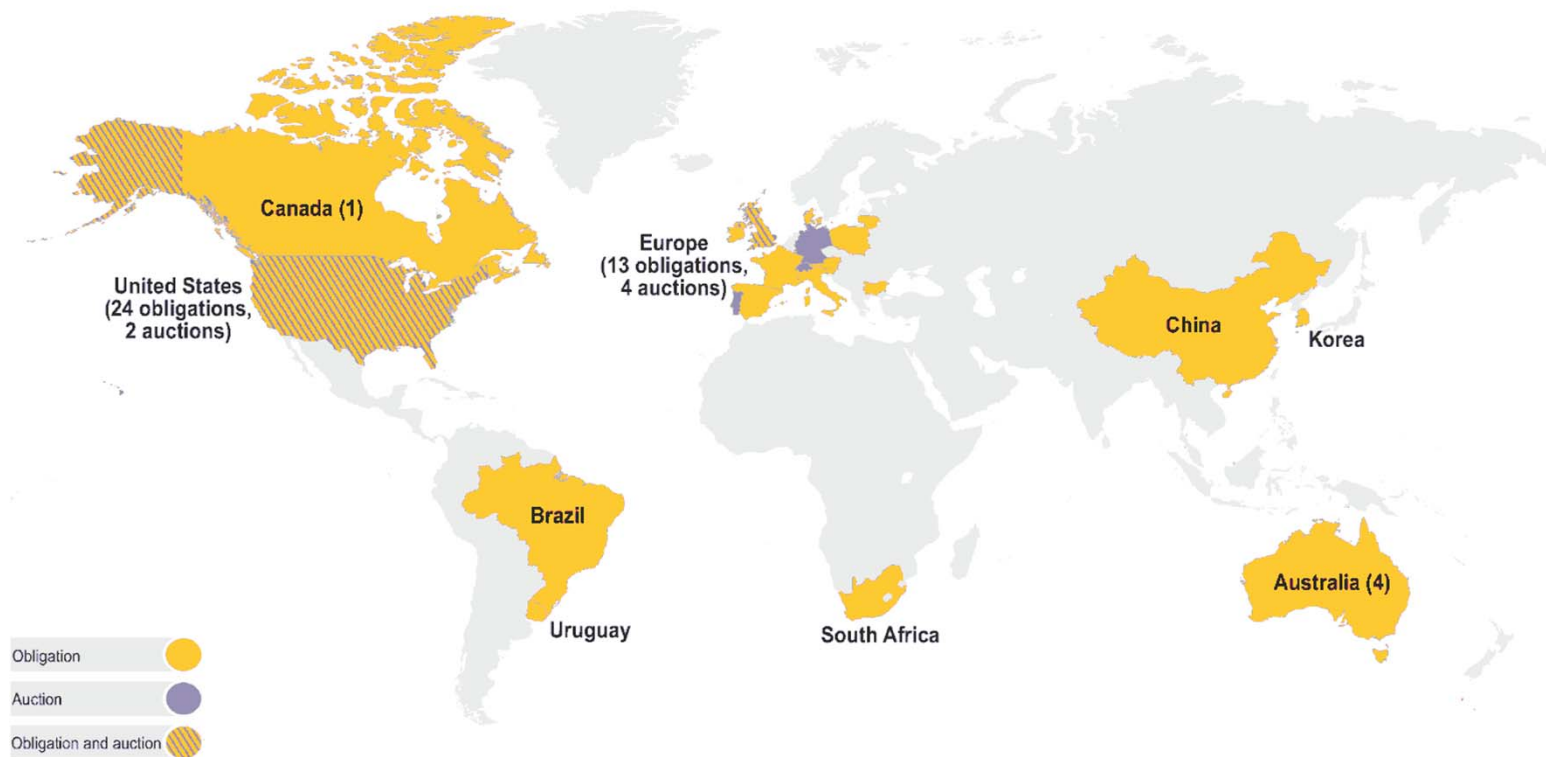 Canada (1)
United States
(24 obligations,
2 auctions)
Europe
(13 obligations,
4 auctions)
China
Korea
Brazil
Uruguay
South Africa
Australia (4)
Obligation
Auction
Obligation and auction